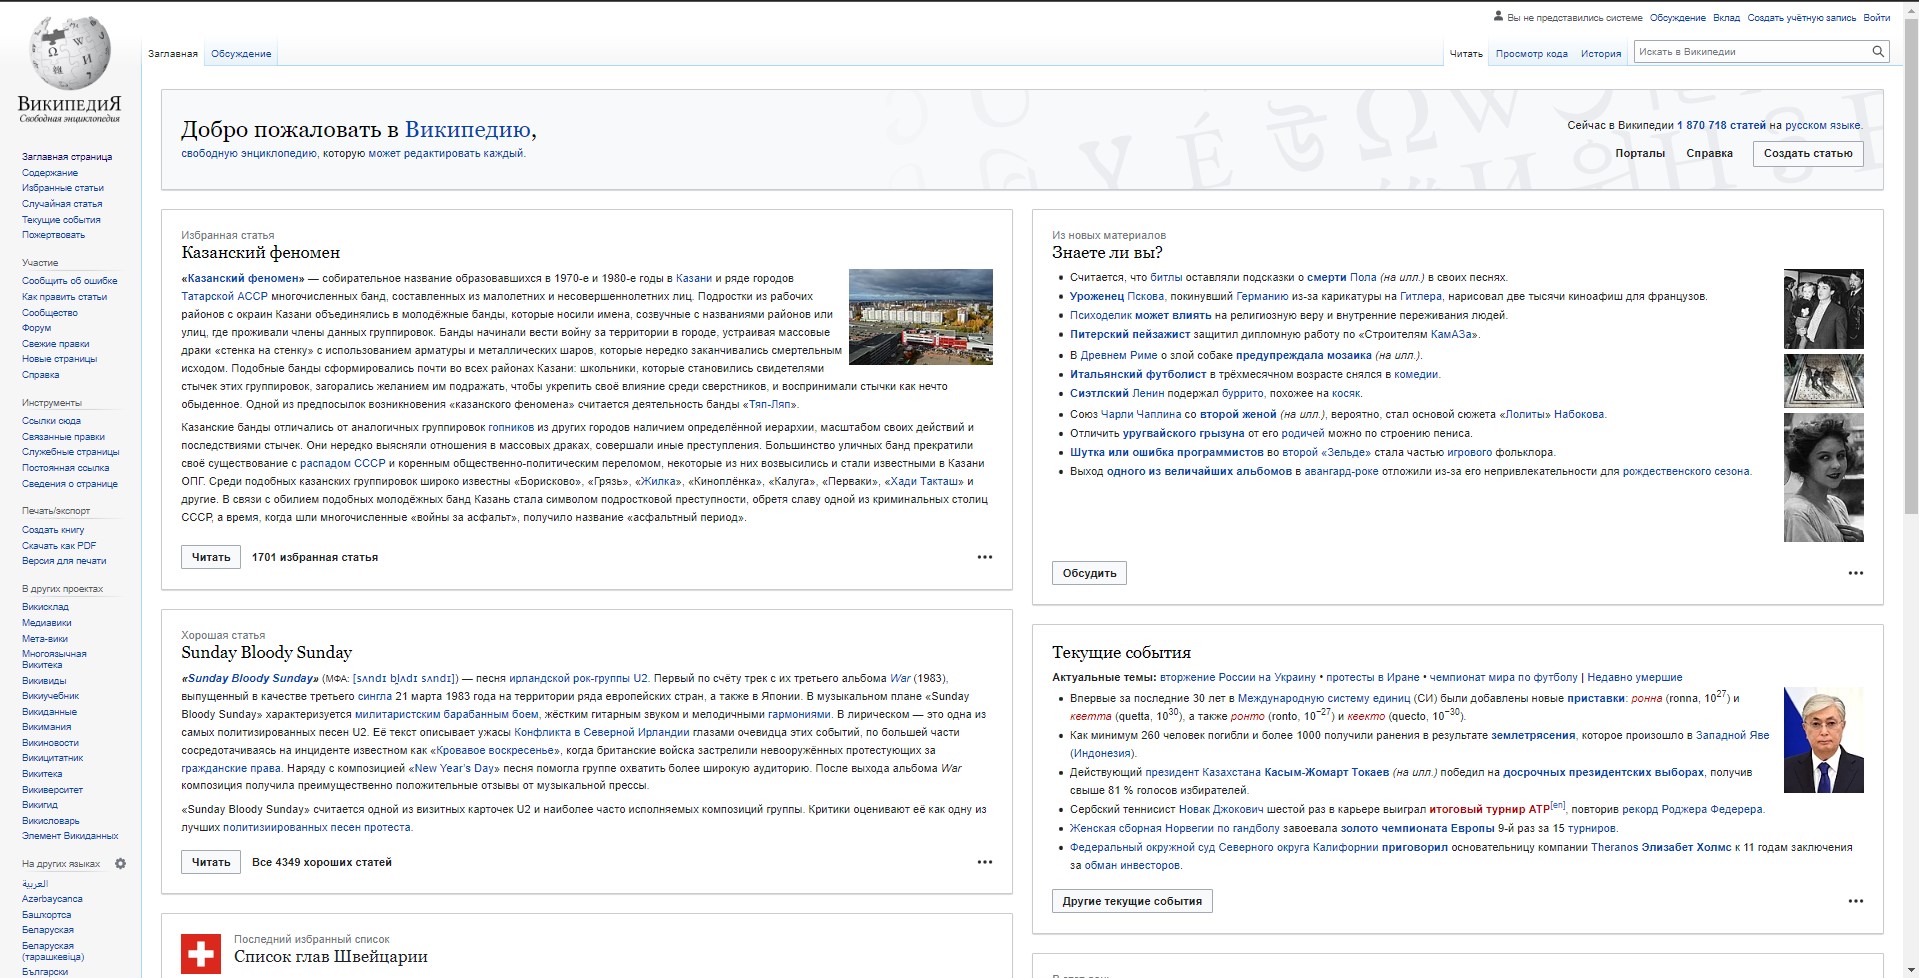 Вы не представились системе Обсуждение Вклад Создать учётную запись Войти
Заглавная Обсуждение
Читать Просмотр кода История Искать в Википедии
ВИКИПЕДИЯ
Свободная энциклопедия
Заглавная страница
Содержание
Избранные статьи
Случайная статья
Текущие события
Пожертвовать
Участие
Сообщить об ошибке
Как править статьи
Сообщество
Форум
Свежие правки
Новые страницы
Справка
Инструменты
Ссылки сюда
Связанные правки
Служебные страницы
Постоянная ссылка
Сведения о странице
Печать/экспорт
Создать книгу
Скачать как PDF
Версия для печати
В других проектах
Викисклад
Медиавики
Мета-вики
Многоязычная
Викитека
Викивиды
Викиучебник
Викиданные
Викимания
Викиновости
Викицитатник
Викитека
Викиверситет
Викигид
Викисловарь
Элемент Викиданных
На других языках
العربية
Azərbaycanca
Башҡортса
Беларуская
Беларуская
(тарашкевіца)
Български
Добро пожаловать в Википедию,
свободную энциклопедию, которую может редактировать каждый.
Сейчас в Википедии 1 870 718 статей на русском языке.
Порталы Справка Создать статью
Избранная статья
Казанский феномен
«Казанский феномен» — собирательное название образовавшихся в 1970-е и 1980-е годы в Казани и ряде городов
Татарской АССР многочисленных банд, составленных из малолетних и несовершеннолетних лиц. Подростки из рабочих
районов с окраин Казани объединялись в молодёжные банды, которые носили имена, созвучные с названиями районов или
улиц, где проживали члены данных группировок. Банды начинали вести войну за территории в городе, устраивая массовые
драки «стенка на стенку» с использованием арматуры и металлических шаров, которые нередко заканчивались смертельным
исходом. Подобные банды сформировались почти во всех районах Казани: школьники, которые становились свидетелями
стычек этих группировок, загорались желанием им подражать, чтобы укрепить своё влияние среди сверстников, и воспринимали стычки как нечто
обыденное. Одной из предпосылок возникновения «казанского феномена» считается деятельность банды «Тяп-Ляп».
Казанские банды отличались от аналогичных группировок гопников из других городов наличием определённой иерархии, масштабом своих действий и
последствиями стычек. Они нередко выясняли отношения в массовых драках, совершали иные преступления. Большинство уличных банд прекратили
своё существование с распадом СССР и коренным общественно-политическим переломом, некоторые из них возвысились и стали известными в Казани
ОПГ. Среди подобных казанских группировок широко известны «Борисково», «Грязь», «Жилка», «Киноплёнка», «Калуга», «Перваки», «Хади Такташ» и
другие. В связи с обилием подобных молодёжных банд Казань стала символом подростковой преступности, обретя славу одной из криминальных столиц
СССР, а время, когда шли многочисленные «войны за асфальт», получило название «асфальтный период».
Читать 1701 избранная статья
Хорошая статья
Sunday Bloody Sunday
«Sunday Bloody Sunday» (МФА: [sʌndɪ bl̩ʌdɪ sʌndɪ]) — песня ирландской рок-группы U2. Первый по счёту трек с их третьего альбома War (1983),
выпущенный в качестве третьего сингла 21 марта 1983 года на территории ряда европейских стран, а также в Японии. В музыкальном плане «Sunday
Bloody Sunday» характеризуется милитаристским барабанным боем, жёстким гитарным звуком и мелодичными гармониями. В лирическом — это одна из
самых политизированных песен U2. Её текст описывает ужасы Конфликта в Северной Ирландии глазами очевидца этих событий, по большей части
сосредотачиваясь на инциденте известном как «Кровавое воскресенье», когда британские войска застрелили невооружённых протестующих за
гражданские права. Наряду с композицией «New Year's Day» песня помогла группе охватить более широкую аудиторию. После выхода альбома War
композиция получила преимущественно положительные отзывы от музыкальной прессы.
«Sunday Bloody Sunday» считается одной из визитных карточек U2 и наиболее часто исполняемых композиций группы. Критики оценивают её как одну из
лучших политизиированных песен протеста.
Читать Все 4349 хороших статей
Последний избранный список
Список глав Швейцарии
Из новых материалов
Знаете ли вы?
Считается, что битлы оставляли подсказки о смерти Пола (на илл.) в своих песнях.
Уроженец Пскова, покинувший Германию из-за карикатуры на Гитлера, нарисовал две тысячи киноафиш для французов.
Психоделик может влиять на религиозную веру и внутренние переживания людей.
Питерский пейзажист защитил дипломную работу по «Строителям КамАЗа».
В Древнем Риме о злой собаке предупреждала мозаика (на илл.).
Итальянский футболист в трёхмесячном возрасте снялся в комедии.
Сиэтлский Ленин подержал буррито, похожее на косяк.
Союз Чарли Чаплина со второй женой (на илл.), вероятно, стал основой сюжета «Лолиты» Набокова.
Отличить уругвайского грызуна от его родичей можно по строению пениса.
Шутка или ошибка программистов во второй «Зельде» стала частью игрового фольклора.
Выход одного из величайших альбомов в авангард-роке отложили из-за его непривлекательности для рождественского сезона.
Обсудить
Текущие события
Актуальные темы: вторжение России на Украину • протесты в Иране • чемпионат мира по футболу | Недавно умершие
Впервые за последние 30 лет в Международную систему единиц (СИ) были добавлены новые приставки: ронна (ronna, 10²⁷) и
кветта (quetta, 10³⁰), а также ронто (ronto, 10⁻²⁷) и квекто (quecto, 10⁻³⁰).
Как минимум 260 человек погибли и более 1000 получили ранения в результате землетрясения, которое произошло в Западной Яве
(Индонезия).
Действующий президент Казахстана Касым-Жомарт Токаев (на илл.) победил на досрочных президентских выборах, получив
свыше 81 % голосов избирателей.
Сербский теннисист Новак Джокович шестой раз в карьере выиграл итоговый турнир ATP[en], повторив рекорд Роджера Федерера.
Женская сборная Норвегии по гандболу завоевала золото чемпионата Европы 9-й раз за 15 турниров.
Федеральный окружной суд Северного округа Калифорнии приговорил основательницу компании Theranos Элизабет Холмс к 11 годам заключения
за обман инвесторов.
Другие текущие события